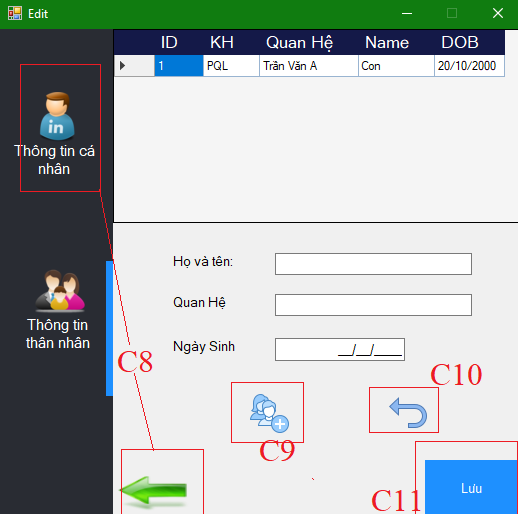 Edit
ID KH Quan Hệ Name DOB
1 PQL Trần Văn A Con 20/10/2000
Thông tin cá
nhân
Thông tin
thân nhân
Họ và tên:
Quan Hệ
Ngày Sinh __/__/____
C8
C9
C10
C11
Lưu
in